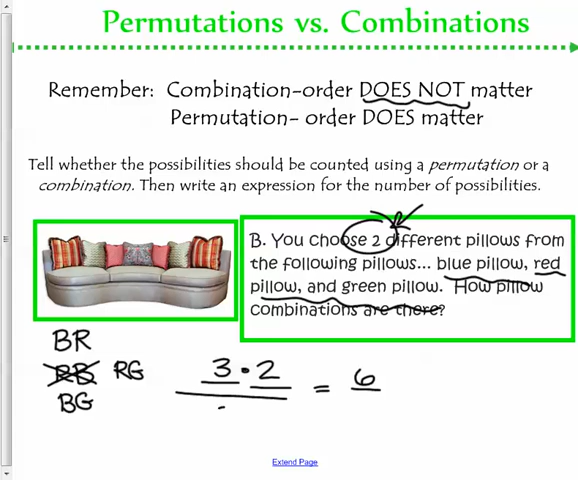 Permutations vs. Combinations
Remember: Combination-order DOES NOT matter
Permutation- order DOES matter
Tell whether the possibilities should be counted using a permutation or a
combination. Then write an expression for the number of possibilities.
B. You choose 2 different pillows from
the following pillows... blue pillow, red
pillow, and green pillow. How pillow
combinations are there?
BR
RB RG
BG
3 • 2 = 6
Extend Page